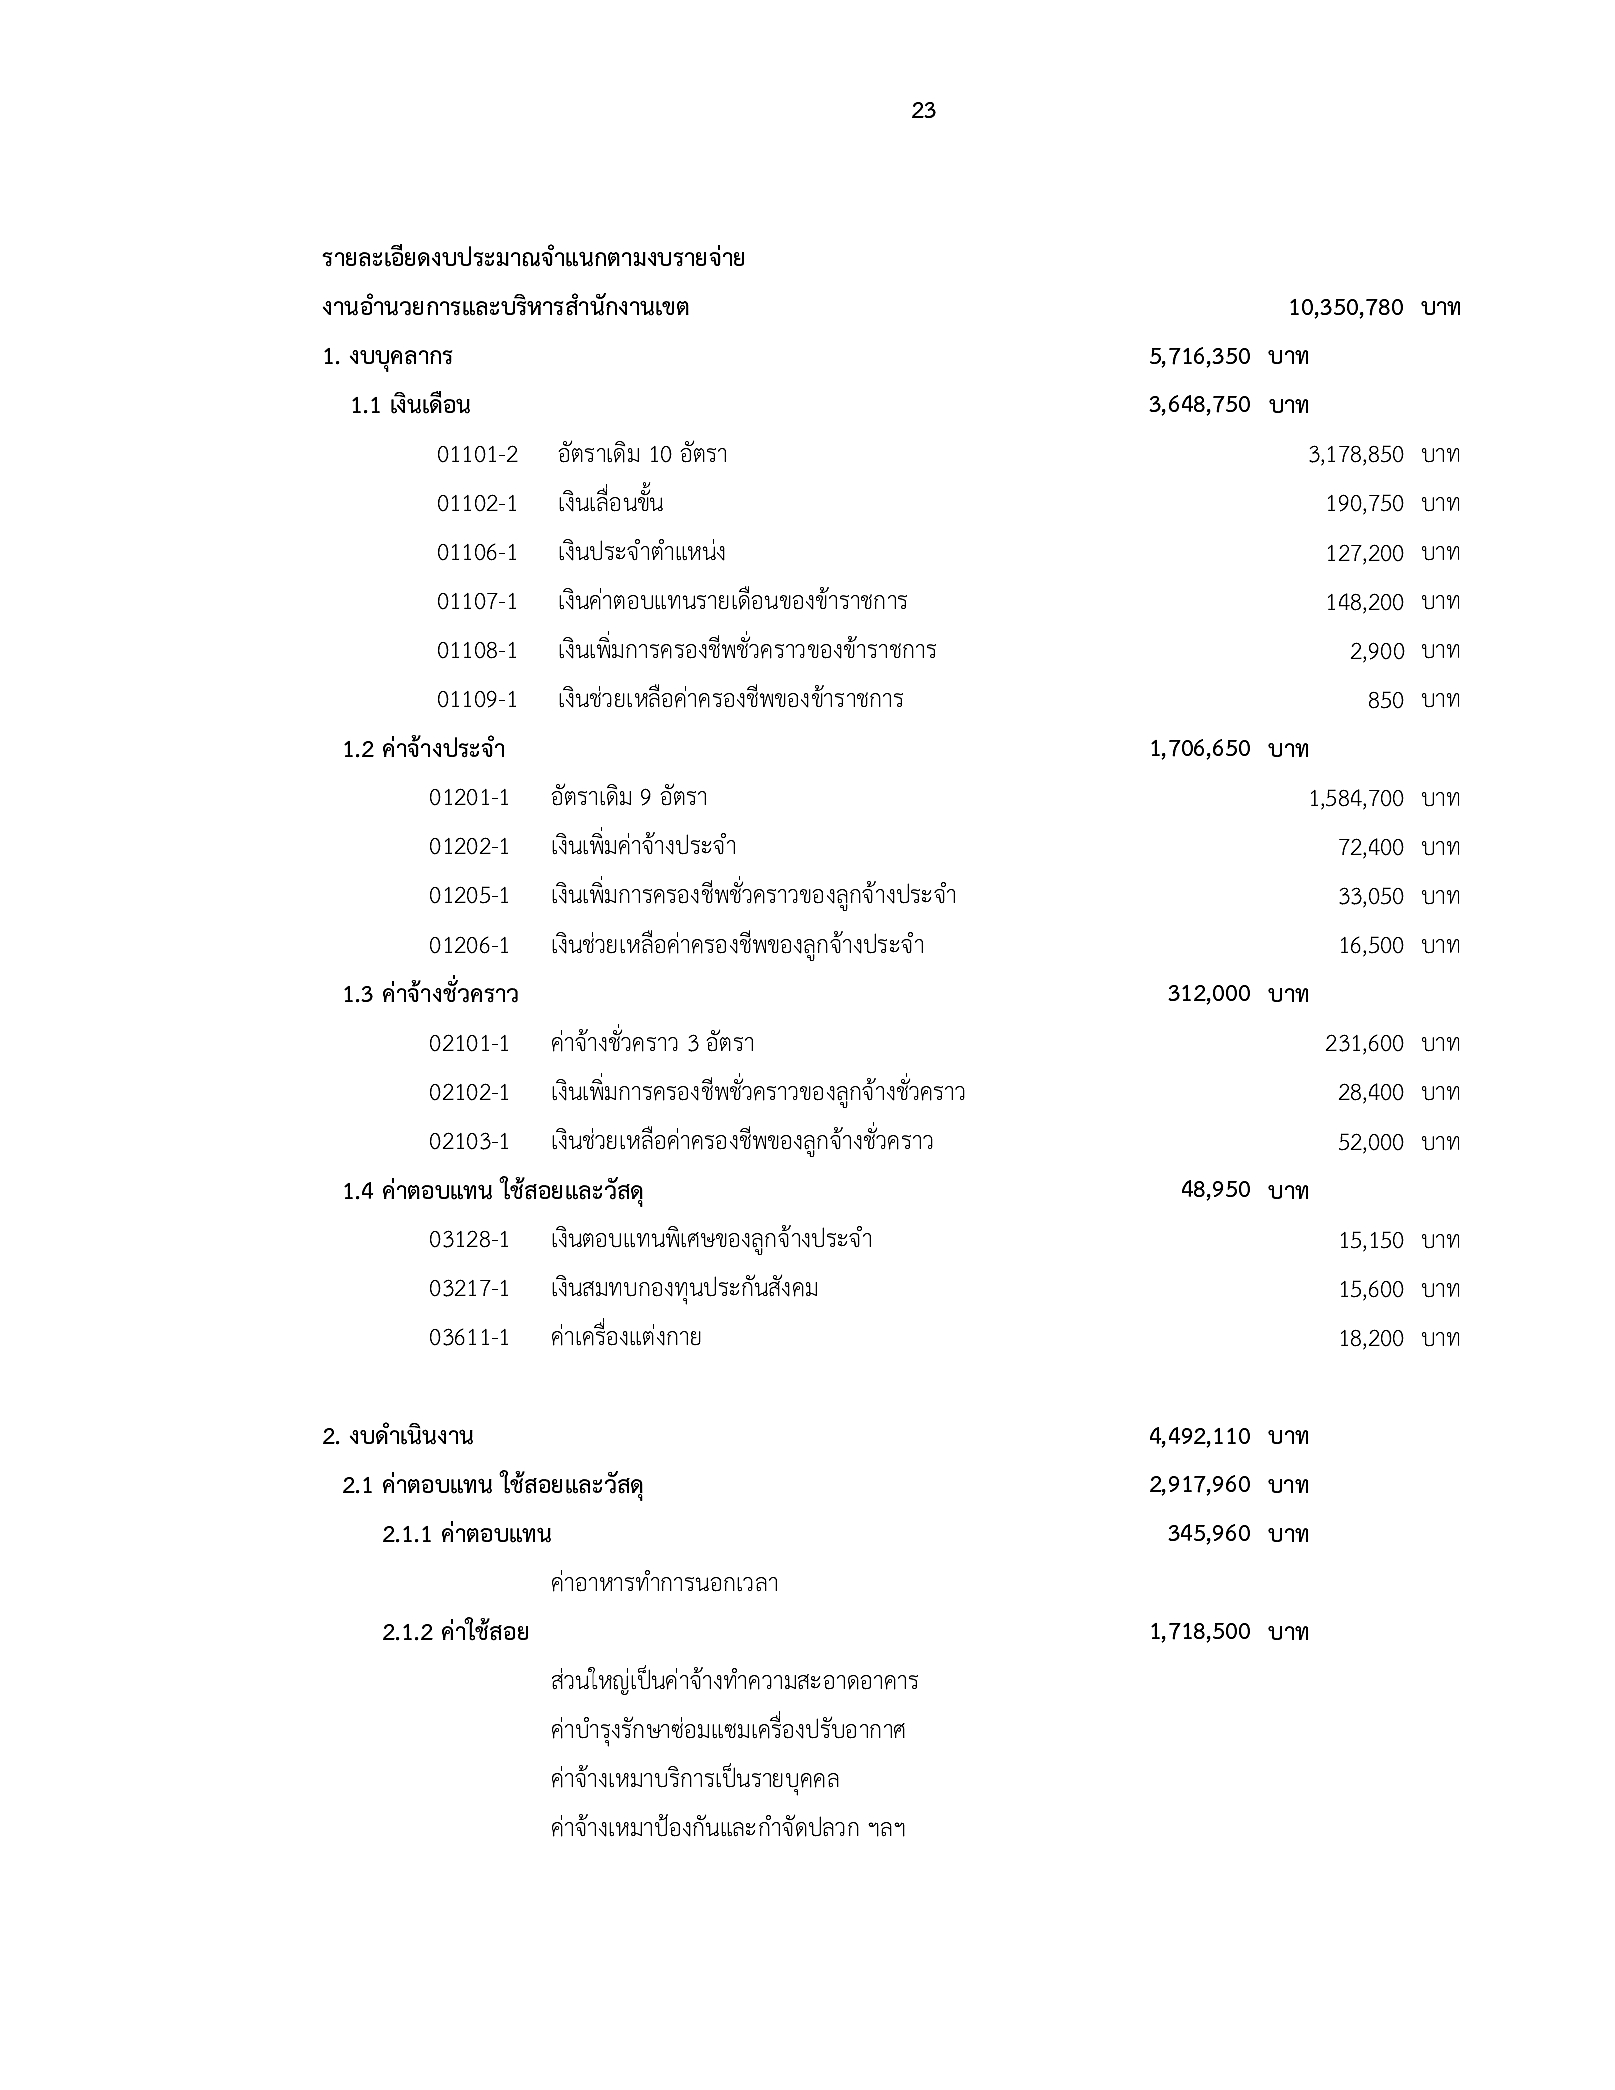 23
รายละเอียดงบประมาณจำแนกตามงบรายจ่าย
งานอำนวยการและบริหารสำนักงานเขต 10,350,780 บาท
1. งบบุคลากร 5,716,350 บาท
1.1 เงินเดือน 3,648,750 บาท
01101-2 อัตราเดิม 10 อัตรา 3,178,850 บาท
01102-1 เงินเลื่อนขั้น 190,750 บาท
01106-1 เงินประจำตำแหน่ง 127,200 บาท
01107-1 เงินค่าตอบแทนรายเดือนของข้าราชการ 148,200 บาท
01108-1 เงินเพิ่มการครองชีพชั่วคราวของข้าราชการ 2,900 บาท
01109-1 เงินช่วยเหลือค่าครองชีพของข้าราชการ 850 บาท
1.2 ค่าจ้างประจำ 1,706,650 บาท
01201-1 อัตราเดิม 9 อัตรา 1,584,700 บาท
01202-1 เงินเพิ่มค่าจ้างประจำ 72,400 บาท
01205-1 เงินเพิ่มการครองชีพชั่วคราวของลูกจ้างประจำ 33,050 บาท
01206-1 เงินช่วยเหลือค่าครองชีพของลูกจ้างประจำ 16,500 บาท
1.3 ค่าจ้างชั่วคราว 312,000 บาท
02101-1 ค่าจ้างชั่วคราว 3 อัตรา 231,600 บาท
02102-1 เงินเพิ่มการครองชีพชั่วคราวของลูกจ้างชั่วคราว 28,400 บาท
02103-1 เงินช่วยเหลือค่าครองชีพของลูกจ้างชั่วคราว 52,000 บาท
1.4 ค่าตอบแทน ใช้สอยและวัสดุ 48,950 บาท
03128-1 เงินตอบแทนพิเศษของลูกจ้างประจำ 15,150 บาท
03217-1 เงินสมทบกองทุนประกันสังคม 15,600 บาท
03611-1 ค่าเครื่องแต่งกาย 18,200 บาท
2. งบดำเนินงาน 4,492,110 บาท
2.1 ค่าตอบแทน ใช้สอยและวัสดุ 2,917,960 บาท
2.1.1 ค่าตอบแทน 345,960 บาท
ค่าอาหารทำการนอกเวลา
2.1.2 ค่าใช้สอย 1,718,500 บาท
ส่วนใหญ่เป็นค่าจ้างทำความสะอาดอาคาร
ค่าบำรุงรักษาซ่อมแซมเครื่องปรับอากาศ
ค่าจ้างเหมาบริการเป็นรายบุคคล
ค่าจ้างเหมาป้องกันและกำจัดปลวก ฯลฯ